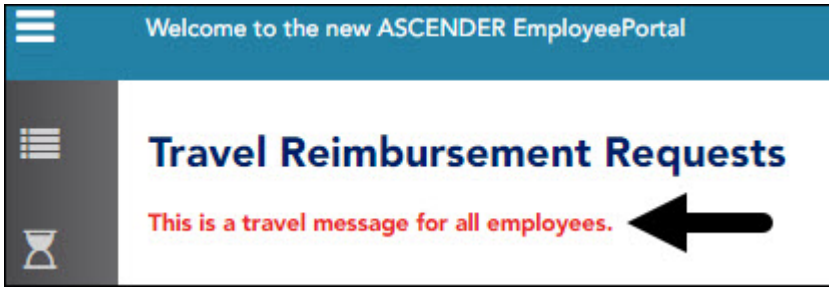 Welcome to the new ASCENDER EmployeePortal
Travel Reimbursement Requests
This is a travel message for all employees.